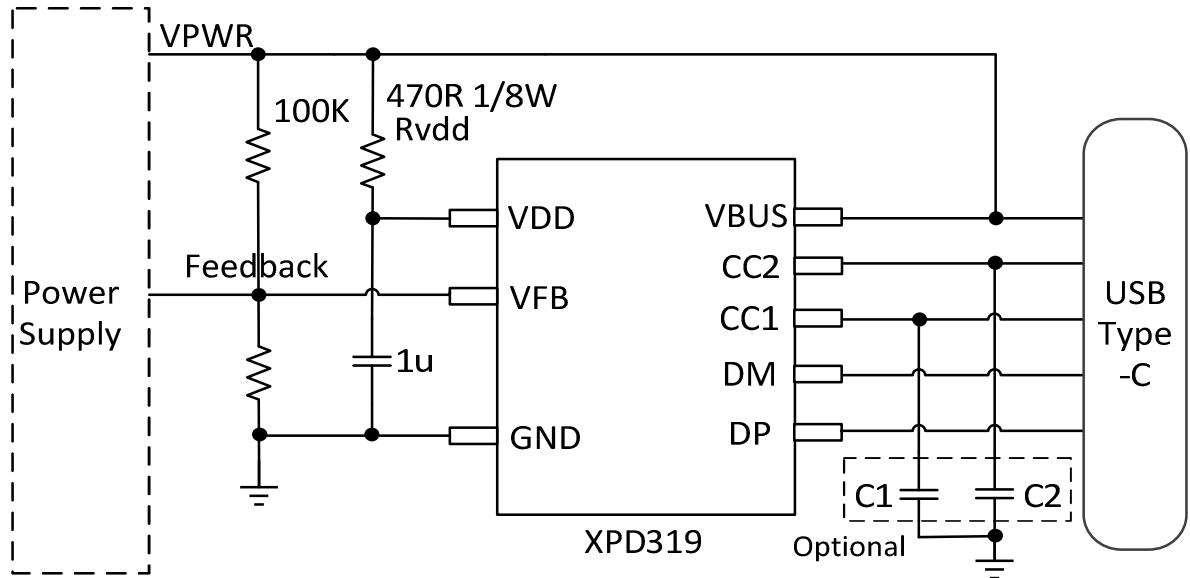 VPWR
100K
470R 1/8W
Rvdd
VDD
VBUS
Feedback
CC2
Power
Supply
VFB
CC1
USB
Type
-C
1u
DM
GND
DP
C1
C2
XPD319
Optional